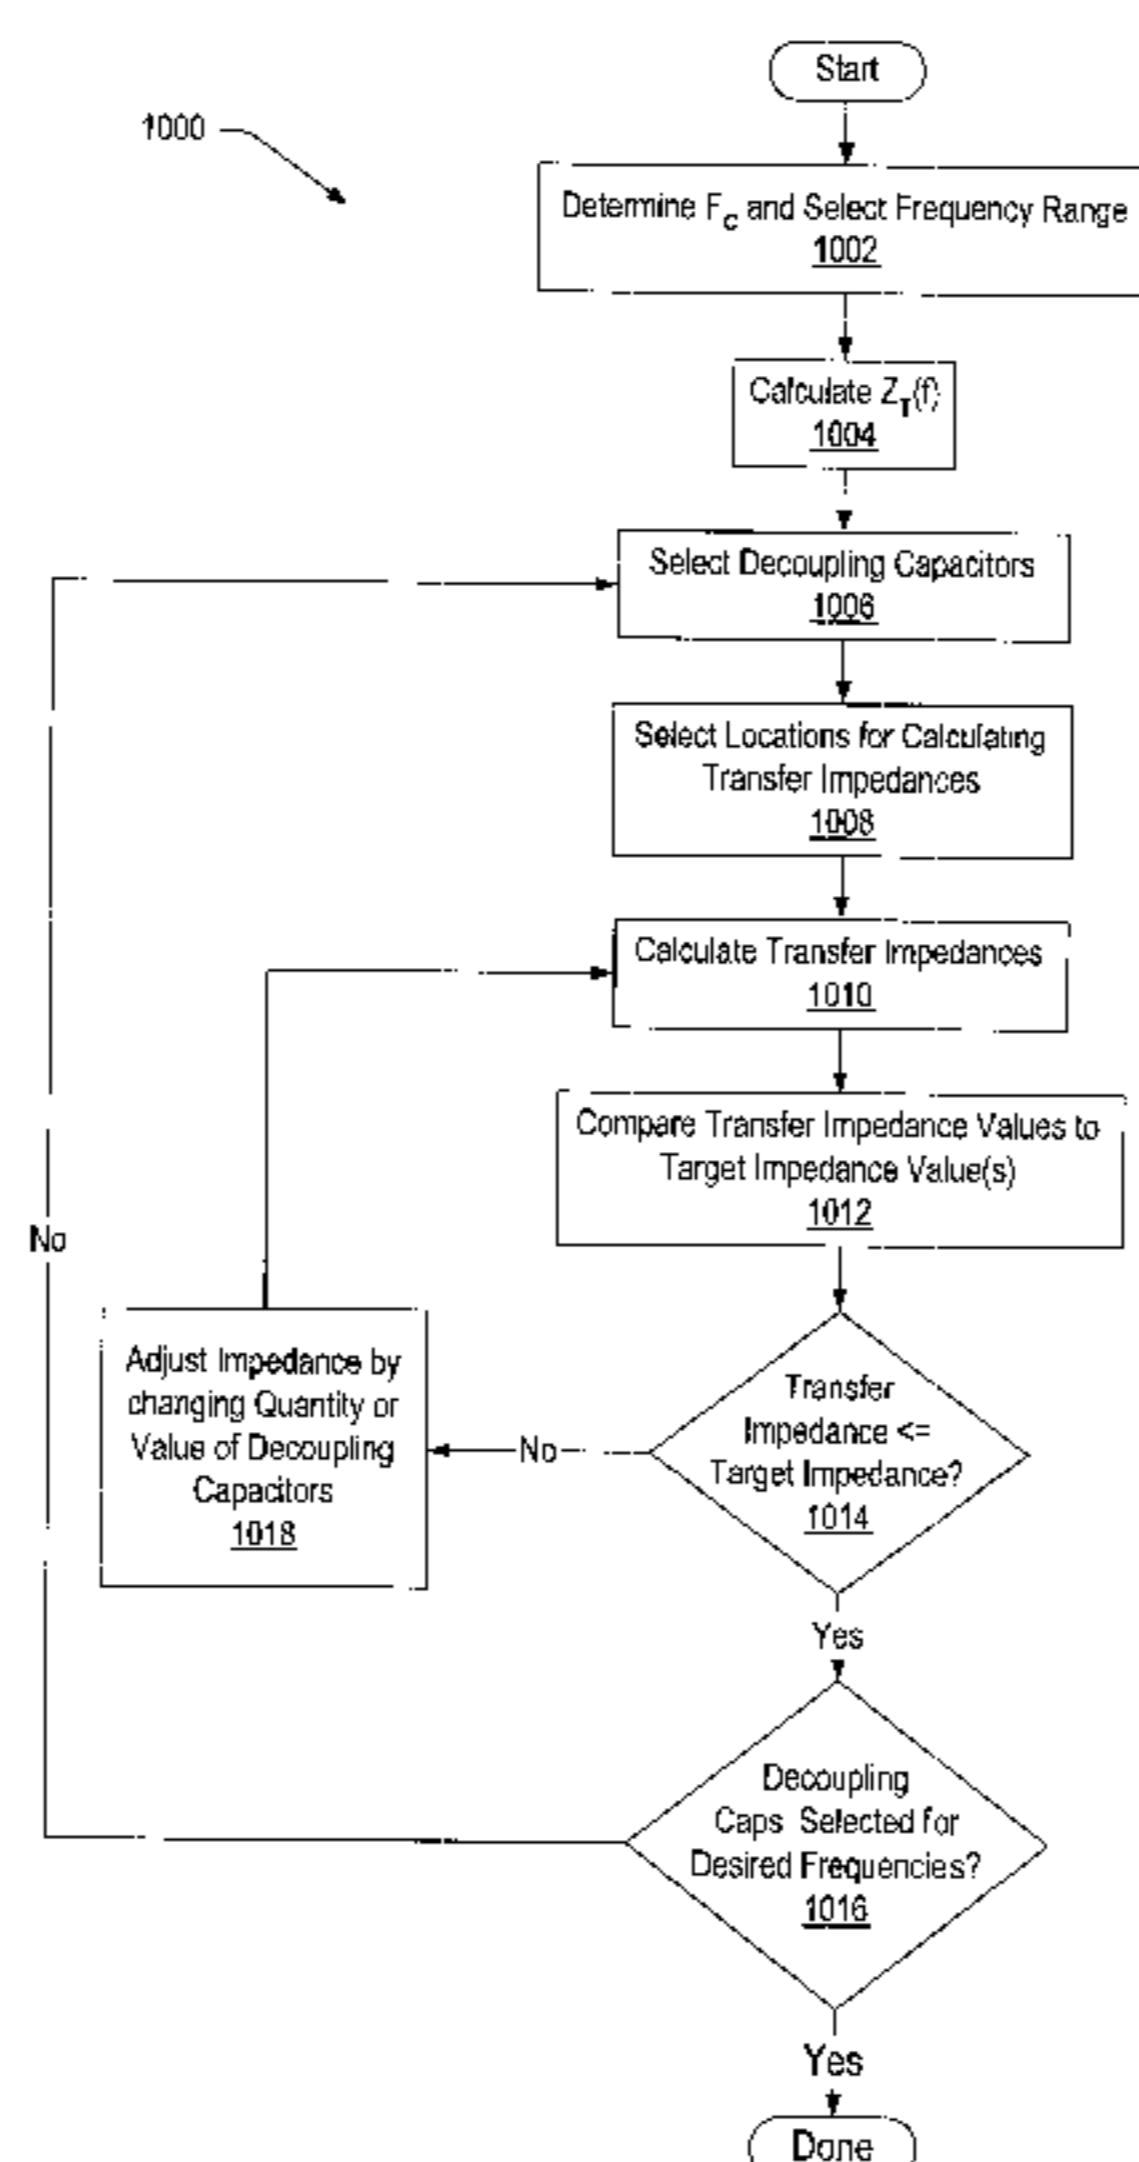 Start
1000
Determine FC and Select Frequency Range
1002
Calculate ZT(f)
1004
Select Decoupling Capacitors
1006
Select Locations for Calculating
Transfer Impedances
1008
Calculate Transfer Impedances
1010
Compare Transfer Impedance Values to
Target Impedance Value(s)
1012
No
Adjust Impedance by
changing Quantity or
Value of Decoupling
Capacitors
1018
No
Transfer
Impedance <=
Target Impedance?
1014
Yes
Decoupling
Caps Selected for
Desired Frequencies?
1016
Yes
Done